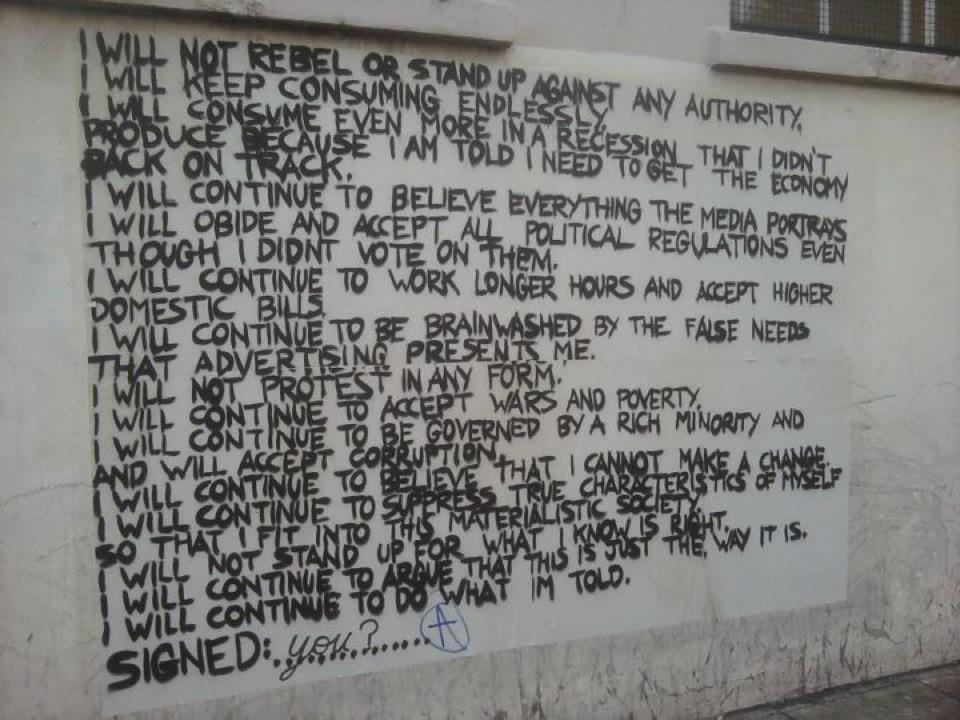 I WILL NOT REBEL OR STAND UP AGAINST ANY AUTHORITY.
I WILL KEEP CONSUMING ENDLESSLY.
I WILL CONSUME EVEN MORE IN A RECESSION THAT I DIDN'T
PRODUCE BECAUSE I AM TOLD I NEED TO GET THE ECONOMY
BACK ON TRACK.
I WILL CONTINUE TO BELIEVE EVERYTHING THE MEDIA PORTRAYS
I WILL OBIDE AND ACCEPT ALL POLITICAL REGULATIONS EVEN
THOUGH I DIDNT VOTE ON THEM.
I WILL CONTINUE TO WORK LONGER HOURS AND ACCEPT HIGHER
DOMESTIC BILLS.
I WILL CONTINUE TO BE BRAINWASHED BY THE FALSE NEEDS
THAT ADVERTISING PRESENTS ME.
I WILL NOT PROTEST IN ANY FORM.
I WILL CONTINUE TO ACCEPT WARS AND POVERTY.
I WILL CONTINUE TO BE GOVERNED BY A RICH MINORITY AND
AND WILL ACCEPT CORRUPTION.
I WILL CONTINUE TO BELIEVE THAT I CANNOT MAKE A CHANGE.
I WILL CONTINUE TO SUPPRESS TRUE CHARACTERISTICS OF MYSELF
SO THAT I FIT INTO THIS MATERIALISTIC SOCIETY.
I WILL NOT STAND UP FOR WHAT I KNOW IS RIGHT.
I WILL CONTINUE TO ARGUE THAT THIS IS JUST THE WAY IT IS.
I WILL CONTINUE TO DO WHAT IM TOLD.
SIGNED: you?............ A